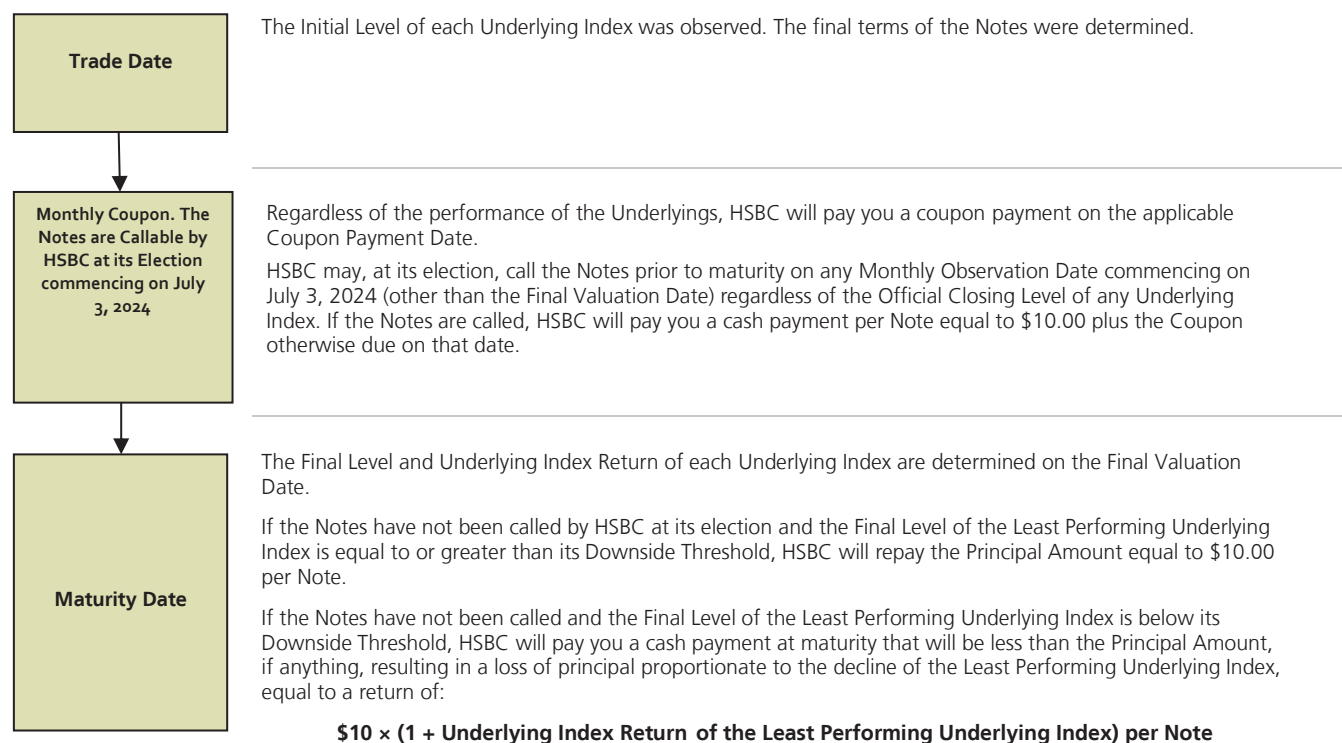 Trade Date
The Initial Level of each Underlying Index was observed. The final terms of the Notes were determined.
Monthly Coupon. The
Notes are Callable by
HSBC at its Election
commencing on July
3, 2024
Regardless of the performance of the Underlyings, HSBC will pay you a coupon payment on the applicable
Coupon Payment Date.
HSBC may, at its election, call the Notes prior to maturity on any Monthly Observation Date commencing on
July 3, 2024 (other than the Final Valuation Date) regardless of the Official Closing Level of any Underlying
Index. If the Notes are called, HSBC will pay you a cash payment per Note equal to $10.00 plus the Coupon
otherwise due on that date.
Maturity Date
The Final Level and Underlying Index Return of each Underlying Index are determined on the Final Valuation
Date.
If the Notes have not been called by HSBC at its election and the Final Level of the Least Performing Underlying
Index is equal to or greater than its Downside Threshold, HSBC will repay the Principal Amount equal to $10.00
per Note.
If the Notes have not been called and the Final Level of the Least Performing Underlying Index is below its
Downside Threshold, HSBC will pay you a cash payment at maturity that will be less than the Principal Amount,
if anything, resulting in a loss of principal proportionate to the decline of the Least Performing Underlying Index,
equal to a return of:
$10 × (1 + Underlying Index Return of the Least Performing Underlying Index) per Note